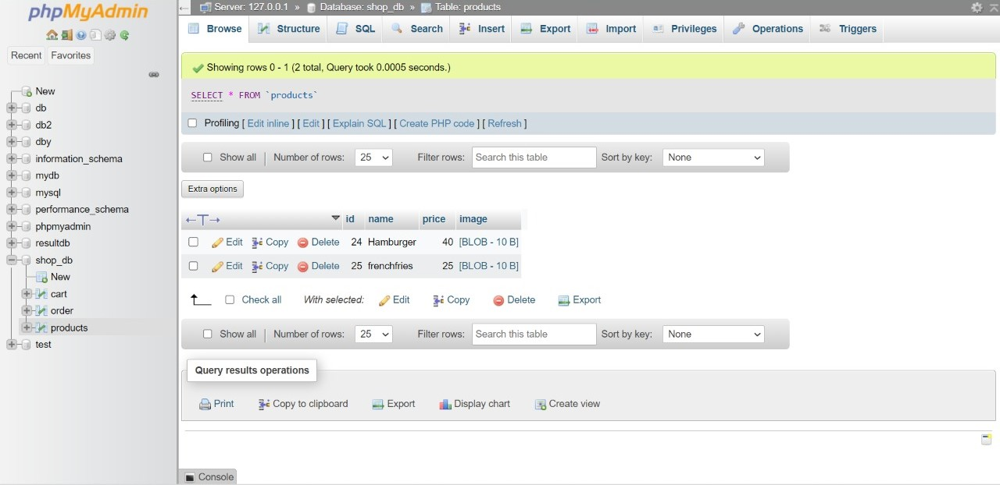 phpMyAdmin
Recent Favorites
New
db
db2
dby
information_schema
mydb
mysql
performance_schema
phpmyadmin
resultdb
shop_db
New
cart
order
products
test
Server: 127.0.0.1 » Database: shop_db » Table: products
Browse Structure SQL Search Insert Export Import Privileges Operations Triggers
Showing rows 0 - 1 (2 total, Query took 0.0005 seconds.)
SELECT * FROM `products`
Profiling [ Edit inline ] [ Edit ] [ Explain SQL ] [ Create PHP code ] [ Refresh ]
Show all | Number of rows: 25 Filter rows: Search this table Sort by key: None
Extra options
←T→ id name price image
Edit Copy Delete 24 Hamburger 40 [BLOB - 10 B]
Edit Copy Delete 25 frenchfries 25 [BLOB - 10 B]
Check all With selected: Edit Copy Delete Export
Show all | Number of rows: 25 Filter rows: Search this table Sort by key: None
Query results operations
Print Copy to clipboard Export Display chart Create view
Console